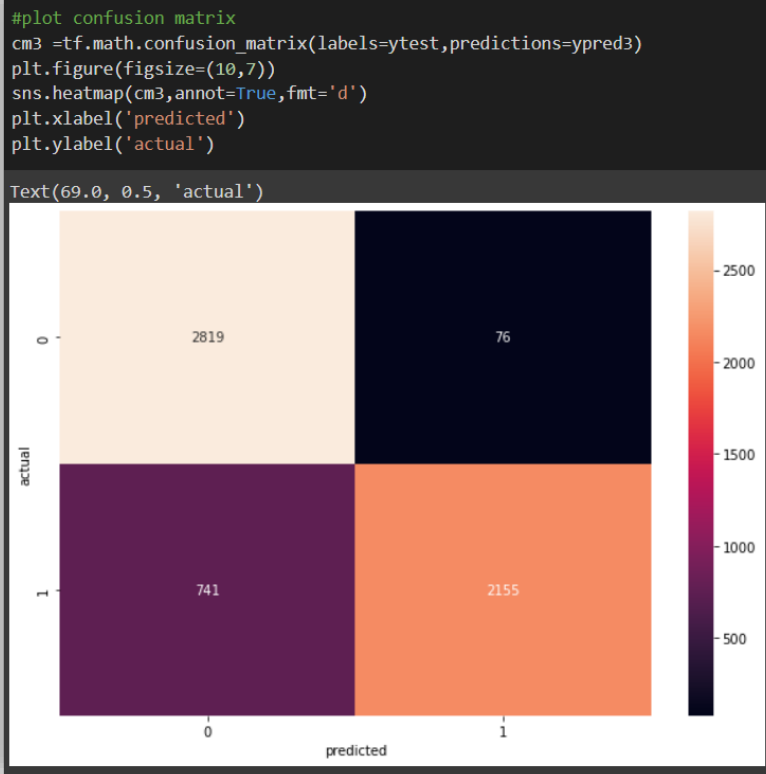 #plot confusion matrix
cm3 =tf.math.confusion_matrix(labels=ytest,predictions=ypred3)
plt.figure(figsize=(10,7))
sns.heatmap(cm3,annot=True,fmt='d')
plt.xlabel('predicted')
plt.ylabel('actual')
Text(69.0, 0.5, 'actual')
2819
76
741
2155
0
1
actual
0
1
predicted
2500
2000
1500
1000
500